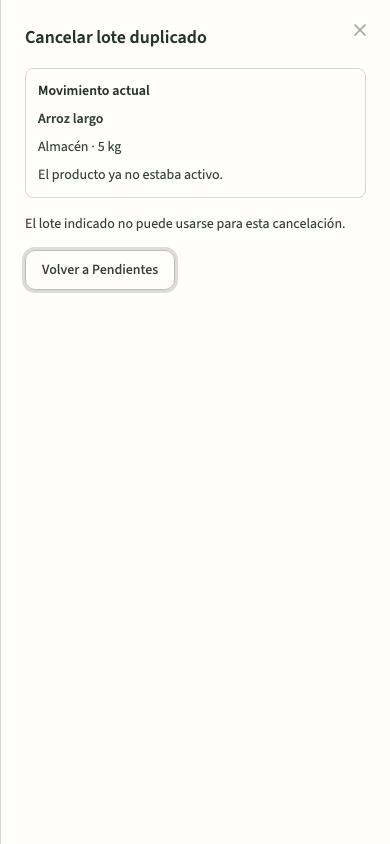 Cancelar lote duplicado
Movimiento actual
Arroz largo
Almacén · 5 kg
El producto ya no estaba activo.
El lote indicado no puede usarse para esta cancelación.
Volver a Pendientes